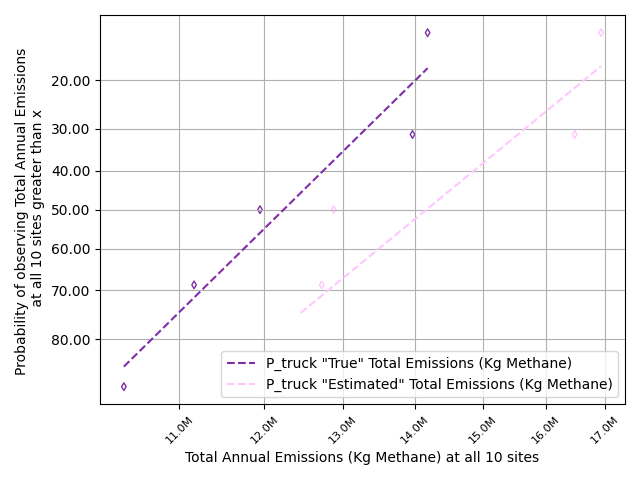 Probability of observing Total Annual Emissions
at all 10 sites greater than x
20.00
30.00
40.00
50.00
60.00
70.00
80.00
P_truck "True" Total Emissions (Kg Methane)
P_truck "Estimated" Total Emissions (Kg Methane)
11.0M
12.0M
13.0M
14.0M
15.0M
16.0M
17.0M
Total Annual Emissions (Kg Methane) at all 10 sites